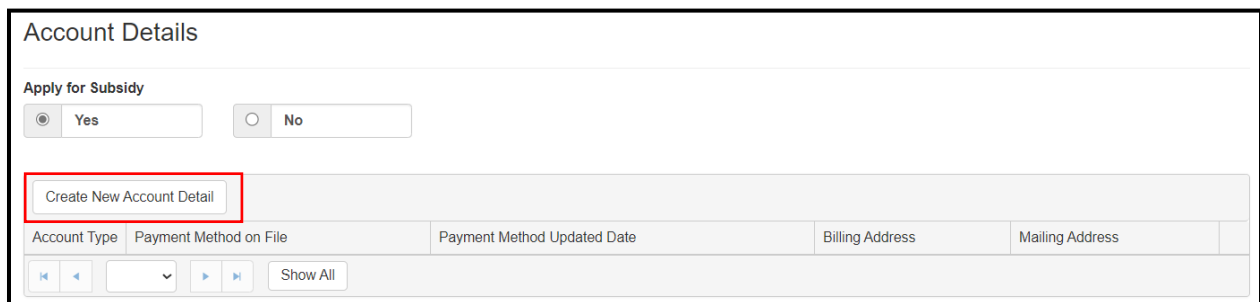 Account Details
Apply for Subsidy
Yes No
Create New Account Detail
Account Type Payment Method on File Payment Method Updated Date Billing Address Mailing Address
Show All